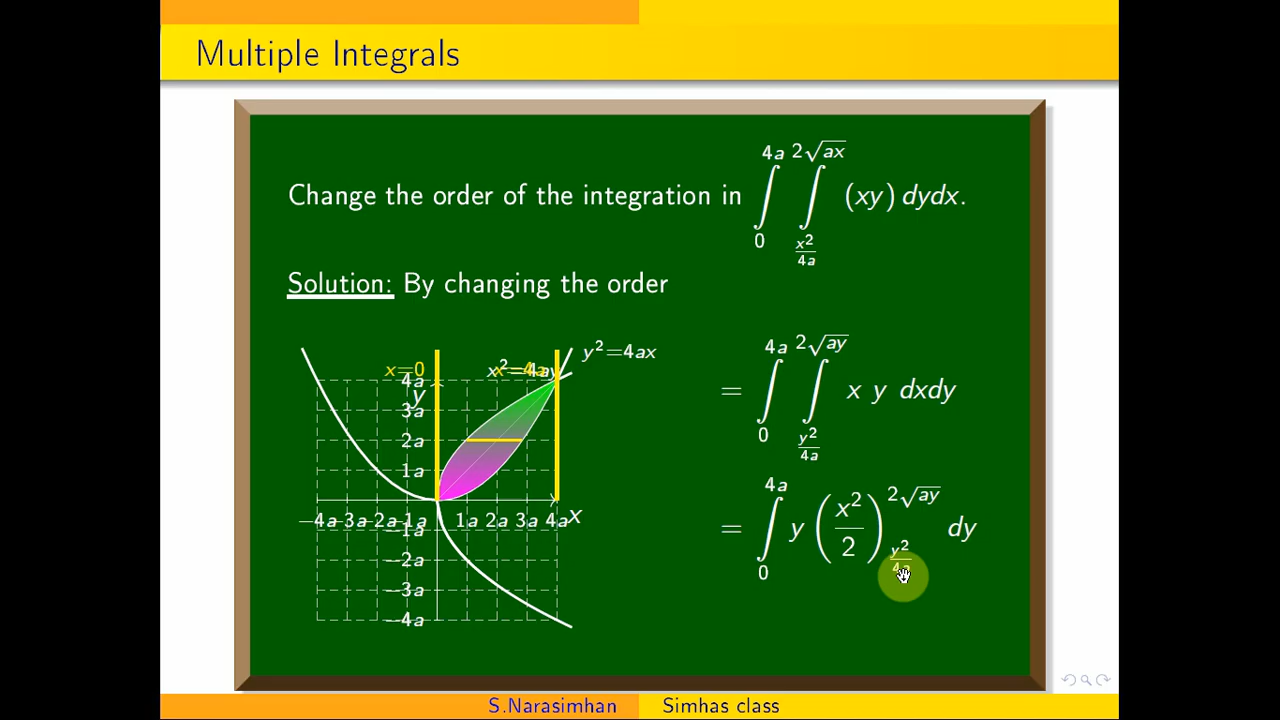 Multiple Integrals
Change the order of the integration in ∫_0^{4a} ∫_{x²/4a}^{2√ax} (xy) dydx.
Solution: By changing the order
y²=4ax
x=0
x²=4ay
x=4a
4a
y
3a
2a
1a
−4a −3a −2a −1a 1a 2a 3a 4a x
−1a
−2a
−3a
−4a
= ∫_0^{4a} ∫_{y²/4a}^{2√ay} x y dxdy
= ∫_0^{4a} y (x²/2)_{y²/4a}^{2√ay} dy
S.Narasimhan
Simhas class